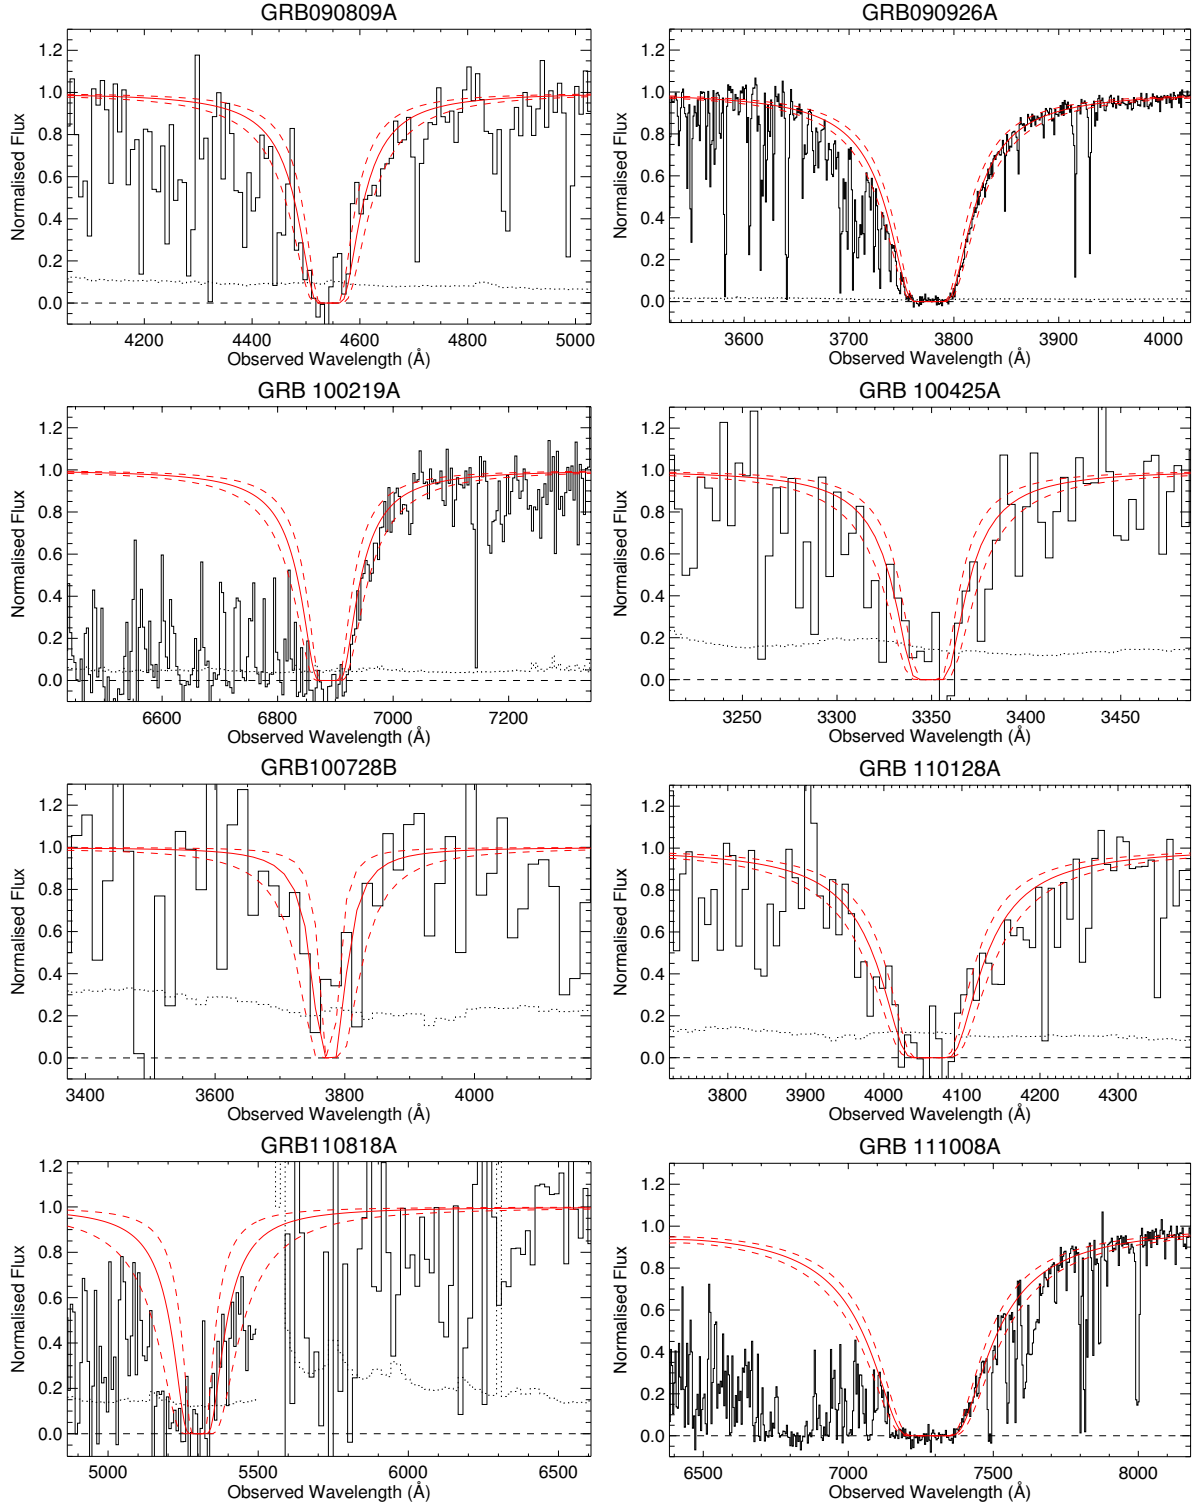 GRB090809A
Normalised Flux
1.2
1.0
0.8
0.6
0.4
0.2
0.0
4200 4400 4600 4800 5000
Observed Wavelength (Å)
GRB090926A
Normalised Flux
1.2
1.0
0.8
0.6
0.4
0.2
0.0
3600 3700 3800 3900 4000
Observed Wavelength (Å)
GRB 100219A
Normalised Flux
1.2
1.0
0.8
0.6
0.4
0.2
0.0
6600 6800 7000 7200
Observed Wavelength (Å)
GRB 100425A
Normalised Flux
1.2
1.0
0.8
0.6
0.4
0.2
0.0
3250 3300 3350 3400 3450
Observed Wavelength (Å)
GRB100728B
Normalised Flux
1.2
1.0
0.8
0.6
0.4
0.2
0.0
3400 3600 3800 4000
Observed Wavelength (Å)
GRB 110128A
Normalised Flux
1.2
1.0
0.8
0.6
0.4
0.2
0.0
3800 3900 4000 4100 4200 4300
Observed Wavelength (Å)
GRB110818A
Normalised Flux
1.2
1.0
0.8
0.6
0.4
0.2
0.0
5000 5500 6000 6500
Observed Wavelength (Å)
GRB 111008A
Normalised Flux
1.2
1.0
0.8
0.6
0.4
0.2
0.0
6500 7000 7500 8000
Observed Wavelength (Å)